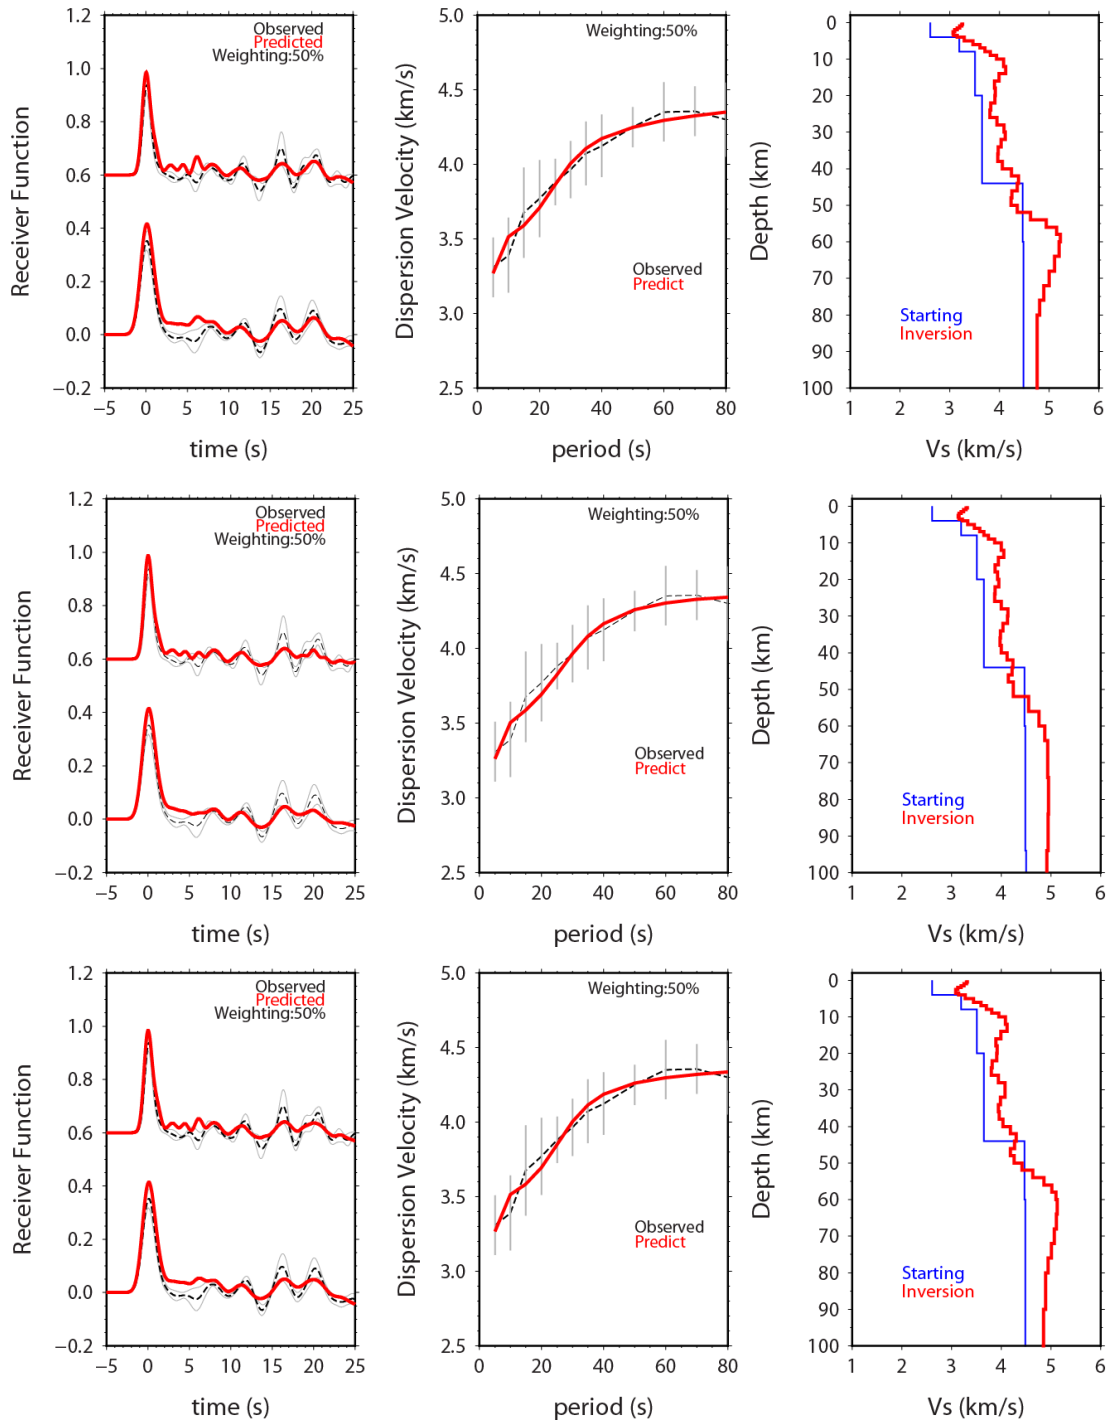 Receiver Function
1.2
1.0
0.8
0.6
0.4
0.2
0.0
−0.2
Observed
Predicted
Weighting:50%
−5 0 5 10 15 20 25
time (s)
Dispersion Velocity (km/s)
5.0
4.5
4.0
3.5
3.0
2.5
Weighting:50%
Observed
Predict
0 20 40 60 80
period (s)
Depth (km)
0
10
20
30
40
50
60
70
80
90
100
Starting
Inversion
1 2 3 4 5 6
Vs (km/s)
Receiver Function
1.2
1.0
0.8
0.6
0.4
0.2
0.0
−0.2
Observed
Predicted
Weighting:50%
−5 0 5 10 15 20 25
time (s)
Dispersion Velocity (km/s)
5.0
4.5
4.0
3.5
3.0
2.5
Weighting:50%
Observed
Predict
0 20 40 60 80
period (s)
Depth (km)
0
10
20
30
40
50
60
70
80
90
100
Starting
Inversion
1 2 3 4 5 6
Vs (km/s)
Receiver Function
1.2
1.0
0.8
0.6
0.4
0.2
0.0
−0.2
Observed
Predicted
Weighting:50%
−5 0 5 10 15 20 25
time (s)
Dispersion Velocity (km/s)
5.0
4.5
4.0
3.5
3.0
2.5
Weighting:50%
Observed
Predict
0 20 40 60 80
period (s)
Depth (km)
0
10
20
30
40
50
60
70
80
90
100
Starting
Inversion
1 2 3 4 5 6
Vs (km/s)